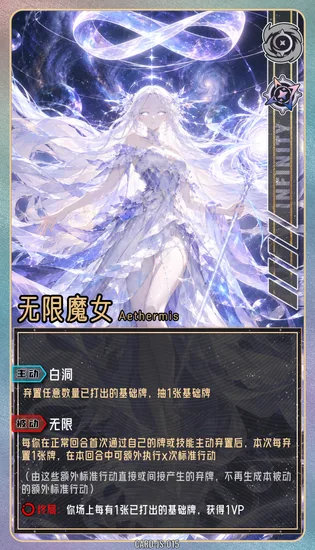 INFINITY
无限魔女 Aethermis
主动 白洞
弃置任意数量已打出的基础牌，抽1张基础牌
被动 无限
每你在正常回合首次通过自己的牌或技能主动弃置后，本次每弃
置1张牌，在本回合中可额外执行x次标准行动
（由这些额外标准行动直接或间接产生的弃牌，不再生成本被动
的额外标准行动）
终局：你场上每有1张已打出的基础牌，获得1VP
CARD.IS.015